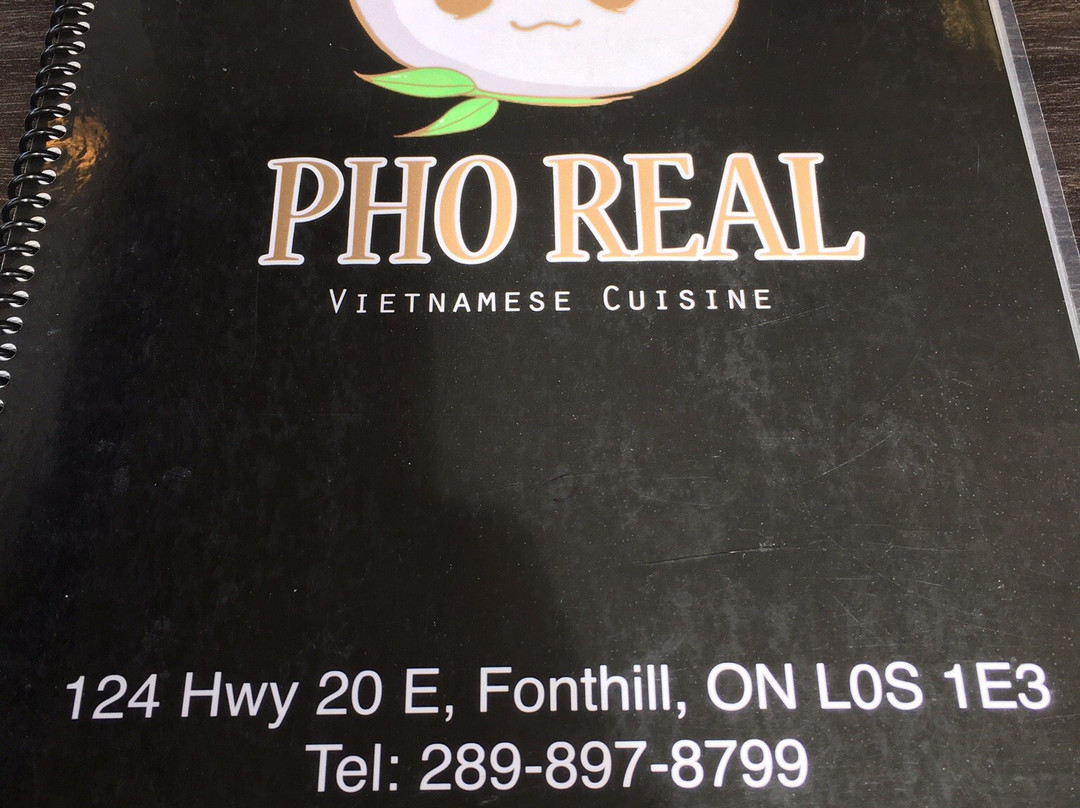 PHO REAL
VIETNAMESE CUISINE
124 Hwy 20 E, Fonthill, ON L0S 1E3
Tel: 289-897-8799